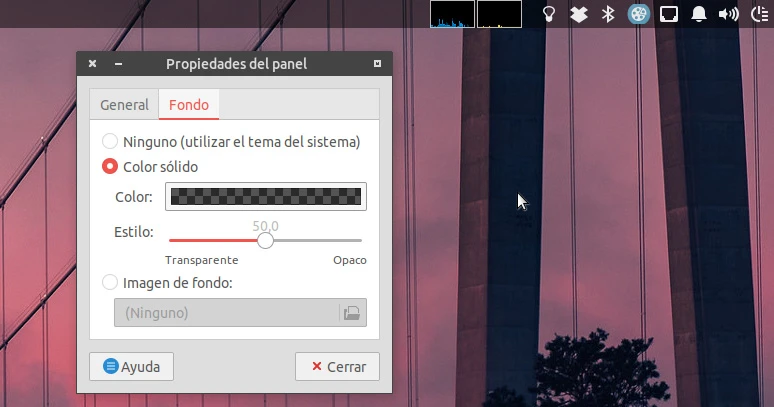 Propiedades del panel
General Fondo
Ninguno (utilizar el tema del sistema)
Color sólido
Color:
50,0
Estilo:
Transparente Opaco
Imagen de fondo:
(Ninguno)
Ayuda Cerrar